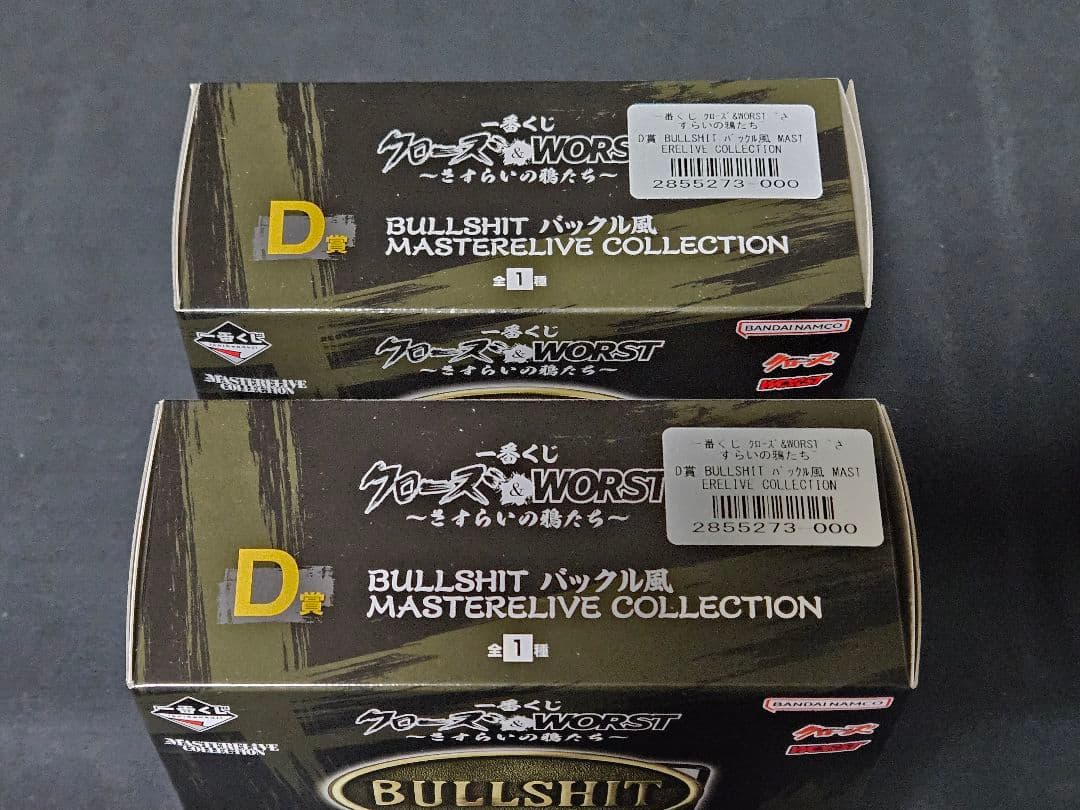 一番くじ
クローズ&WORS
～さすらいの鴉たち～
D賞
BULLSHIT バックル風
MASTERELIVE COLLECTION
全1種
一番くじ ｸﾛｰｽﾞ&WORST ~さ
すらいの鴉たち~
D賞 BULLSHIT ﾊﾞｯｸﾙ風 MAST
ERELIVE COLLECTION
2855273-000
一番くじ
MASTERELIVE
COLLECTION
一番くじ
クローズ&WORST
～さすらいの鴉たち～
BANDAI NAMCO
クローズ
WORST
一番くじ
クローズ&WORST
～さすらいの鴉たち～
D賞
BULLSHIT バックル風
MASTERELIVE COLLECTION
全1種
一番くじ ｸﾛｰｽﾞ&WORST ~さ
すらいの鴉たち~
D賞 BULLSHIT ﾊﾞｯｸﾙ風 MAST
ERELIVE COLLECTION
2855273-000
一番くじ
MASTERELIVE
COLLECTION
一番くじ
クローズ&WORST
～さすらいの鴉たち～
BANDAI NAMCO
クローズ
WORST
BULLSHIT